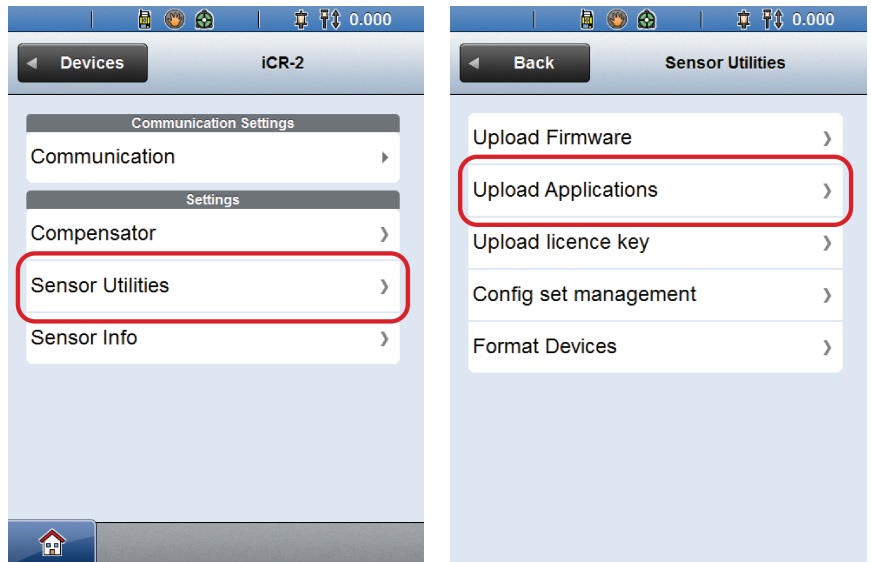 0.000
Devices
iCR-2
Communication Settings
Communication
Settings
Compensator
Sensor Utilities
Sensor Info
0.000
Back
Sensor Utilities
Upload Firmware
Upload Applications
Upload licence key
Config set management
Format Devices